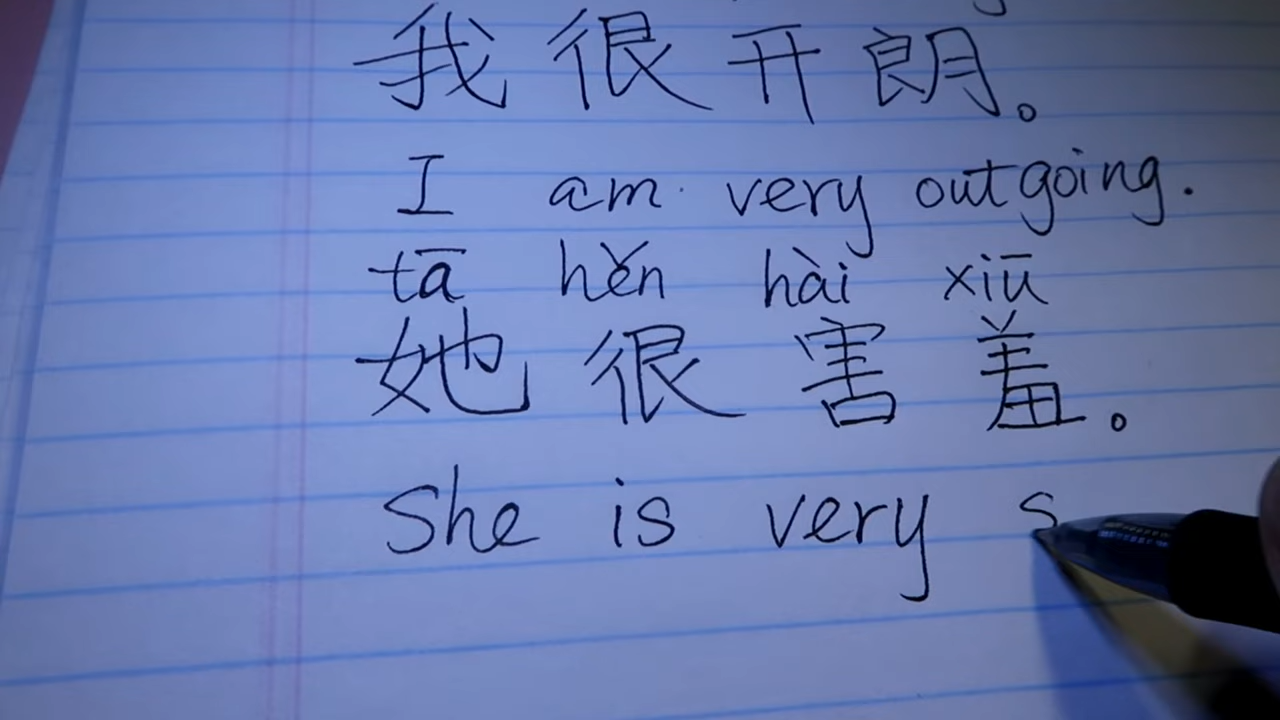 我很开朗。
I am very outgoing.
tā hěn hài xiū
她很害羞。
She is very s